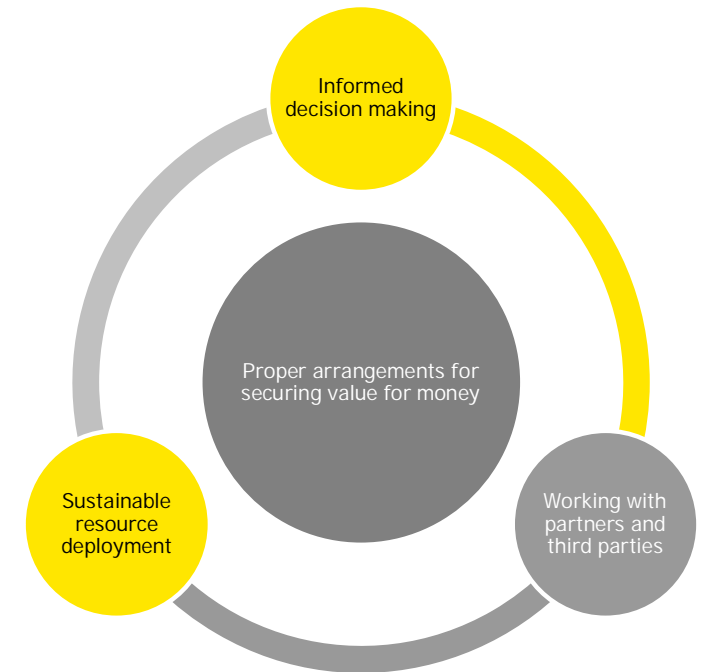 Informed
decision making
Proper arrangements for
securing value for money
Sustainable
resource
deployment
Working with
partners and
third parties